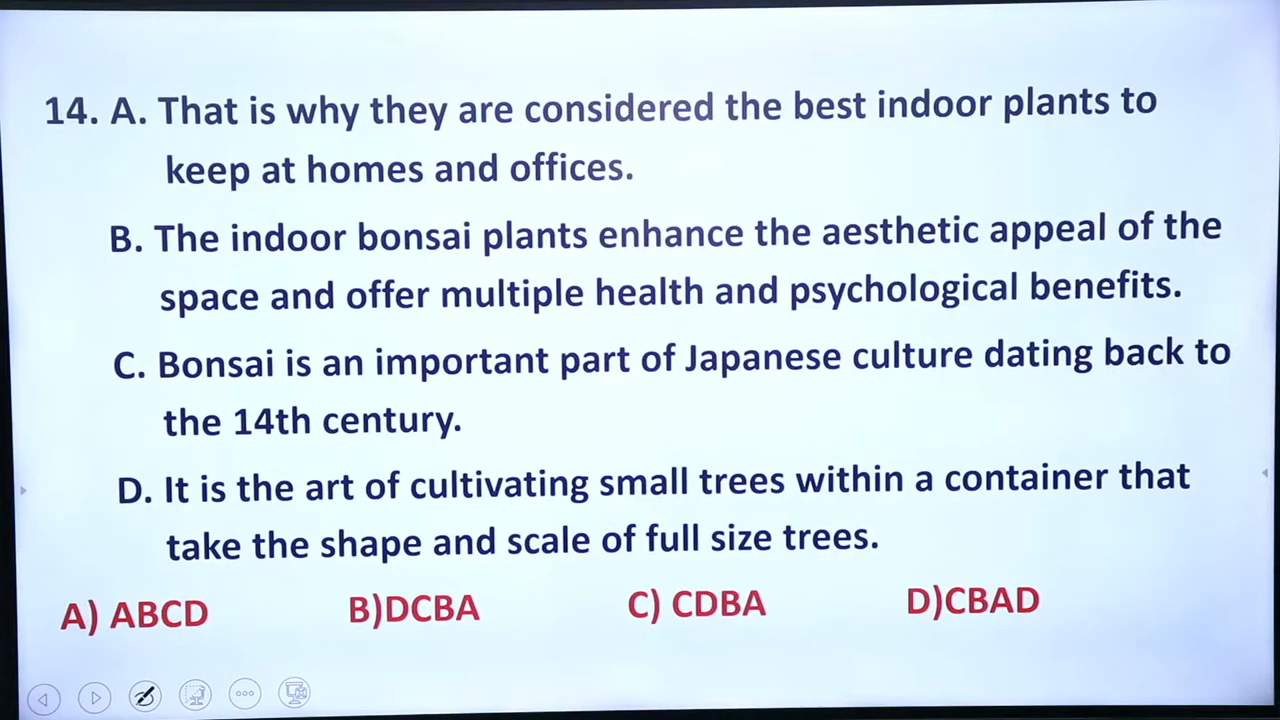 14. A. That is why they are considered the best indoor plants to
keep at homes and offices.
B. The indoor bonsai plants enhance the aesthetic appeal of the
space and offer multiple health and psychological benefits.
C. Bonsai is an important part of Japanese culture dating back to
the 14th century.
D. It is the art of cultivating small trees within a container that
take the shape and scale of full size trees.
A) ABCD B)DCBA C) CDBA D)CBAD